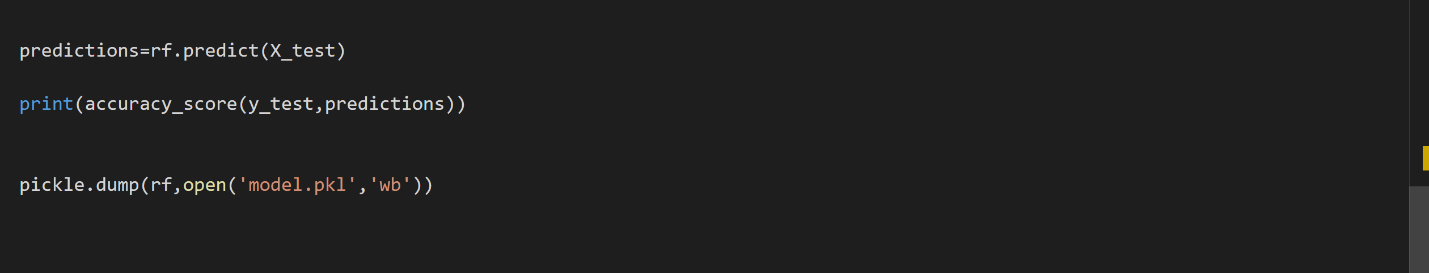 predictions=rf.predict(X_test)
print(accuracy_score(y_test,predictions))
pickle.dump(rf,open('model.pkl','wb'))